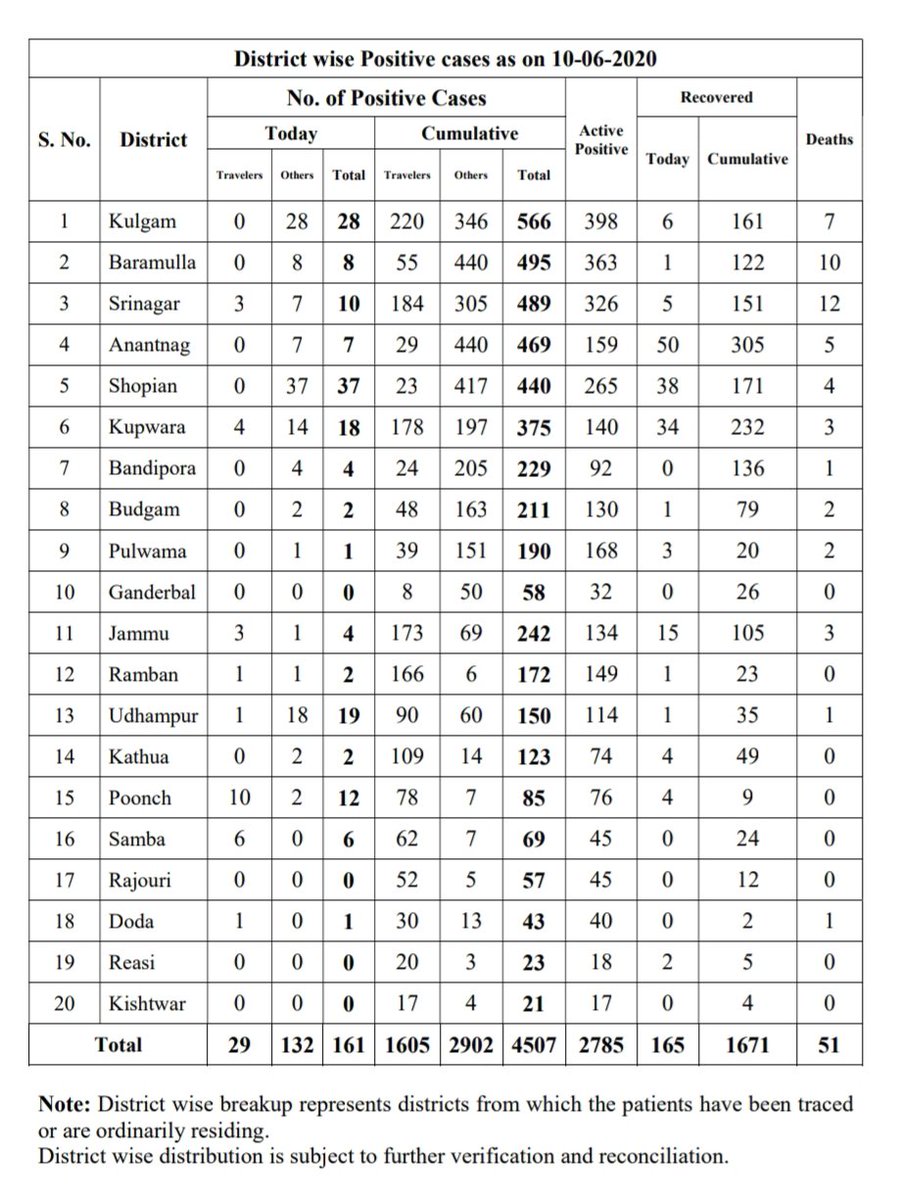 District wise Positive cases as on 10-06-2020
S. No. District No. of Positive Cases Active Positive Recovered Deaths
Today Cumulative Today Cumulative
Travelers Others Total Travelers Others Total
1 Kulgam 0 28 28 220 346 566 398 6 161 7
2 Baramulla 0 8 8 55 440 495 363 1 122 10
3 Srinagar 3 7 10 184 305 489 326 5 151 12
4 Anantnag 0 7 7 29 440 469 159 50 305 5
5 Shopian 0 37 37 23 417 440 265 38 171 4
6 Kupwara 4 14 18 178 197 375 140 34 232 3
7 Bandipora 0 4 4 24 205 229 92 0 136 1
8 Budgam 0 2 2 48 163 211 130 1 79 2
9 Pulwama 0 1 1 39 151 190 168 3 20 2
10 Ganderbal 0 0 0 8 50 58 32 0 26 0
11 Jammu 3 1 4 173 69 242 134 15 105 3
12 Ramban 1 1 2 166 6 172 149 1 23 0
13 Udhampur 1 18 19 90 60 150 114 1 35 1
14 Kathua 0 2 2 109 14 123 74 4 49 0
15 Poonch 10 2 12 78 7 85 76 4 9 0
16 Samba 6 0 6 62 7 69 45 0 24 0
17 Rajouri 0 0 0 52 5 57 45 0 12 0
18 Doda 1 0 1 30 13 43 40 0 2 1
19 Reasi 0 0 0 20 3 23 18 2 5 0
20 Kishtwar 0 0 0 17 4 21 17 0 4 0
Total 29 132 161 1605 2902 4507 2785 165 1671 51
Note: District wise breakup represents districts from which the patients have been traced
or are ordinarily residing.
District wise distribution is subject to further verification and reconciliation.